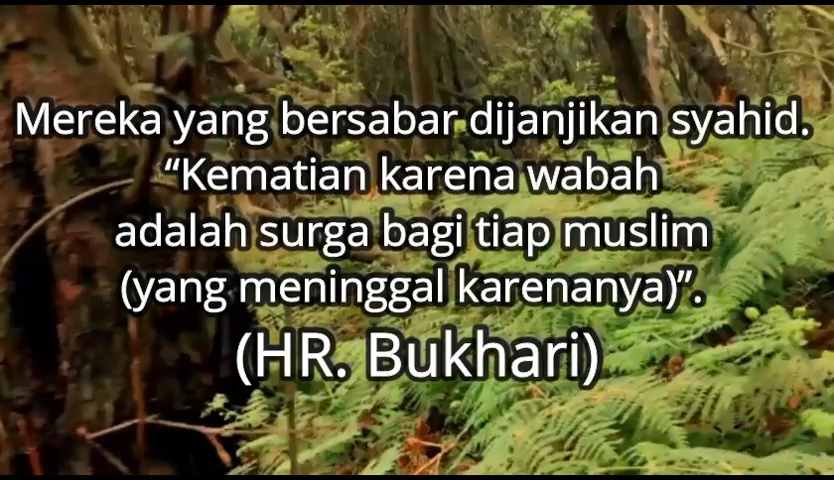 Mereka yang bersabar dijanjikan syahid.
“Kematian karena wabah
adalah surga bagi tiap muslim
(yang meninggal karenanya)”.
(HR. Bukhari)